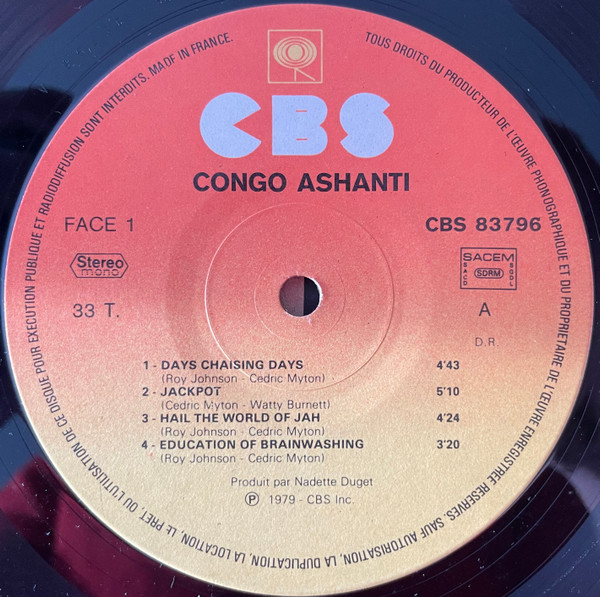 TOUS DROITS DU PRODUCTEUR DE L'ŒUVRE PHONOGRAPHIQUE ET DU PROPRIETAIRE DE L'ŒUVRE ENREGISTREE RESERVES. SAUF AUTORISATION, LA DUPLICATION, LA LOCATION, LE PRET, OU L'UTILISATION DE CE DISQUE POUR EXECUTION PUBLIQUE ET RADIODIFFUSION SONT INTERDITS. MADE IN FRANCE.
CBS
CONGO ASHANTI
FACE 1
CBS 83796
Stereo
mono
SACEM
SACD
SDRM
SGDL
33 T.
A
D.R.
1 - DAYS CHAISING DAYS 4'43
(Roy Johnson - Cedric Myton)
2 - JACKPOT 5'10
(Cedric Myton - Watty Burnett)
3 - HAIL THE WORLD OF JAH 4'24
(Roy Johnson - Cedric Myton)
4 - EDUCATION OF BRAINWASHING 3'20
(Roy Johnson - Cedric Myton)
Produit par Nadette Duget
℗ 1979 - CBS Inc.